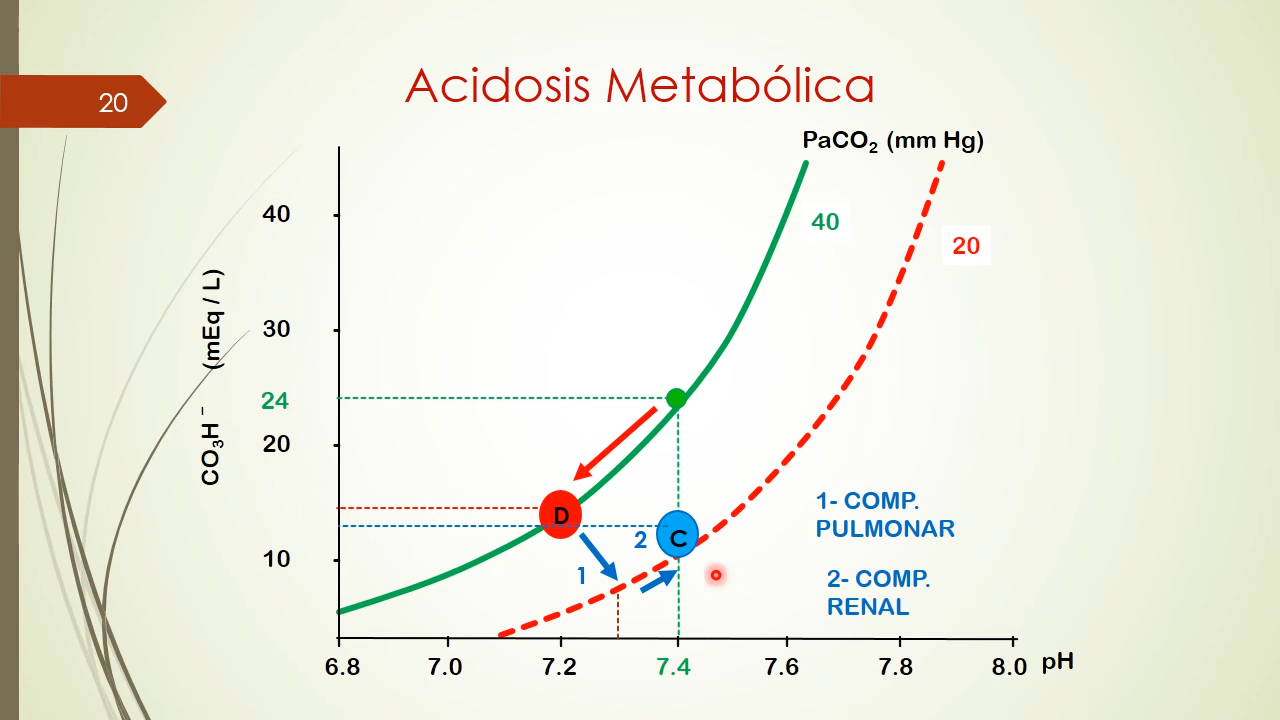 20
Acidosis Metabólica
PaCO₂ (mm Hg)
40
40
20
CO₃H⁻ (mEq / L)
30
24
20
10
D
C
2
1
1- COMP.
PULMONAR
2- COMP.
RENAL
6.8 7.0 7.2 7.4 7.6 7.8 8.0 pH